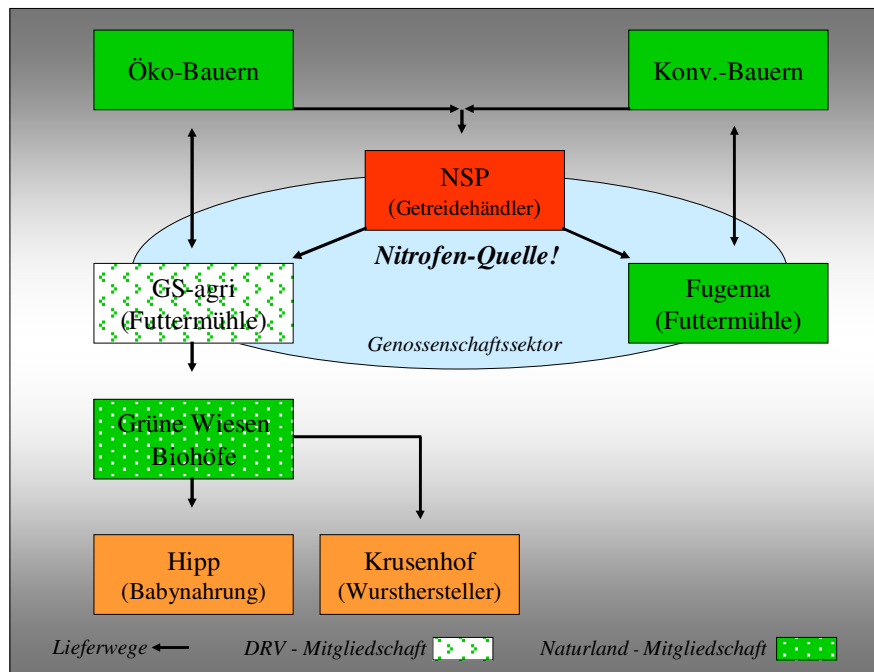 Öko-Bauern
Konv.-Bauern
NSP
(Getreidehändler)
Nitrofen-Quelle!
GS-agri
(Futtermühle)
Fugema
(Futtermühle)
Genossenschaftssektor
Grüne Wiesen
Biohöfe
Hipp
(Babynahrung)
Krusenhof
(Wursthersteller)
Lieferwege
DRV - Mitgliedschaft
Naturland - Mitgliedschaft